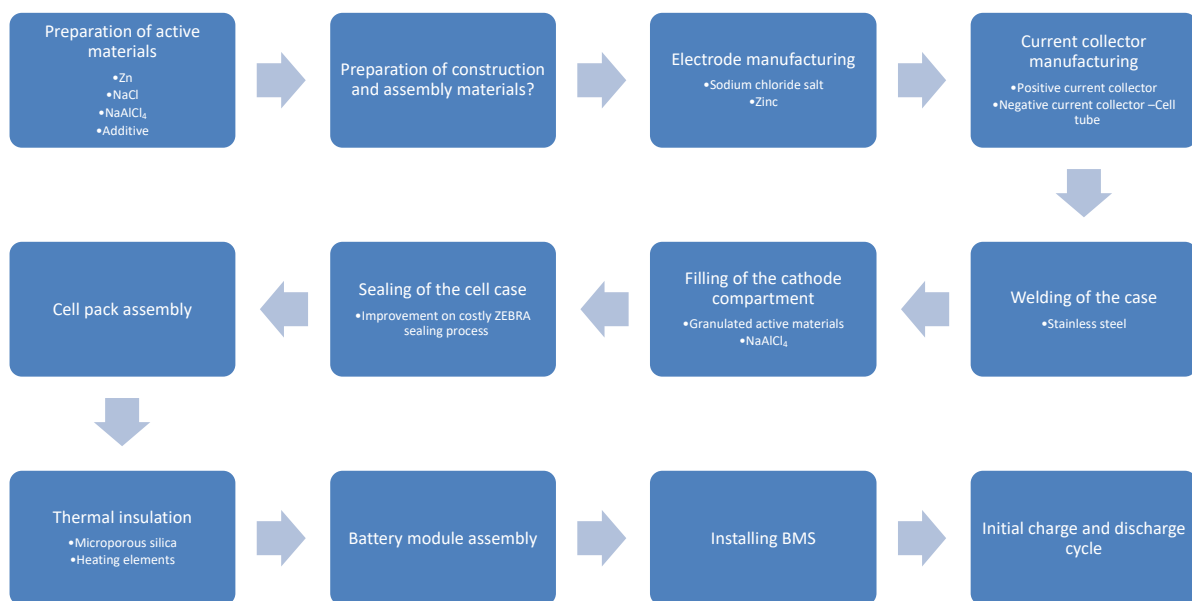 Preparation of active
materials
•Zn
•NaCl
•NaAlCl₄
•Additive
Preparation of construction
and assembly materials?
Electrode manufacturing
•Sodium chloride salt
•Zinc
Current collector
manufacturing
•Positive current collector
•Negative current collector –Cell
tube
Welding of the case
•Stainless steel
Filling of the cathode
compartment
•Granulated active materials
•NaAlCl₄
Sealing of the cell case
•Improvement on costly ZEBRA
sealing process
Cell pack assembly
Thermal insulation
•Microporous silica
•Heating elements
Battery module assembly
Installing BMS
Initial charge and discharge
cycle